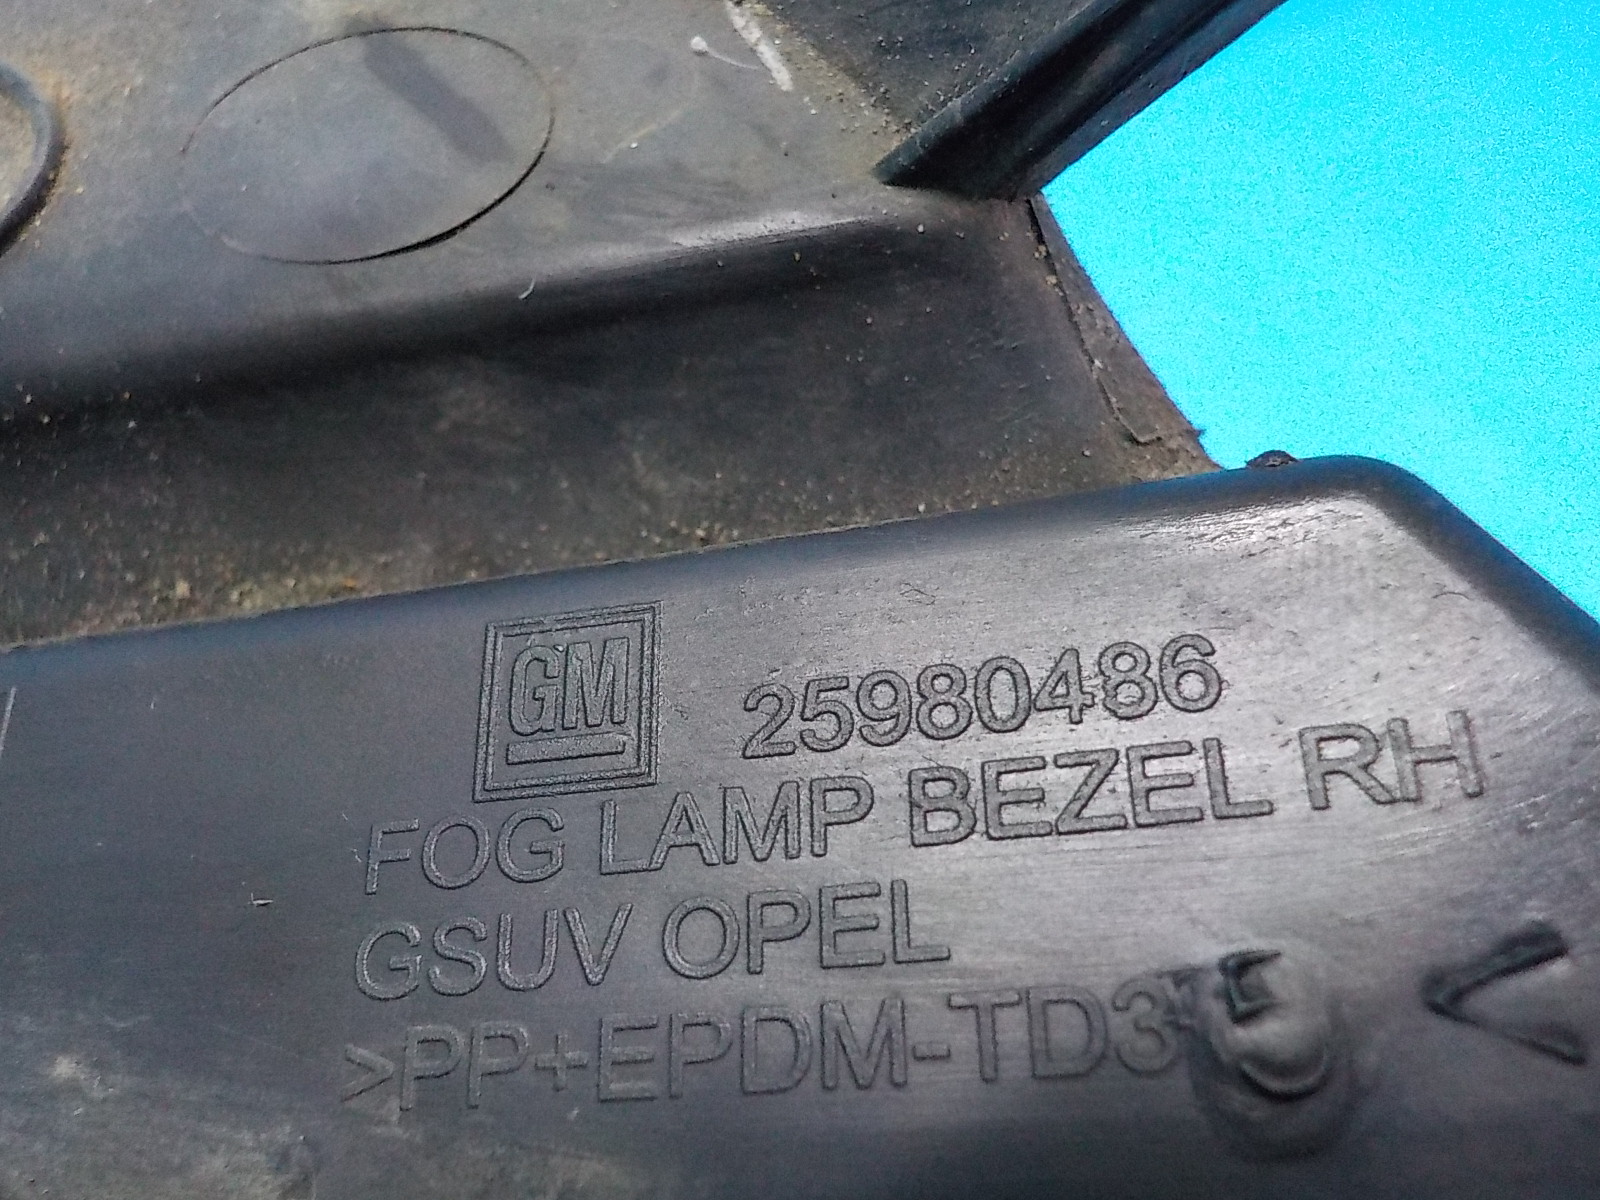 GM
25980486
FOG LAMP BEZEL RH
GSUV OPEL
>PP+EPDM-TD3 <